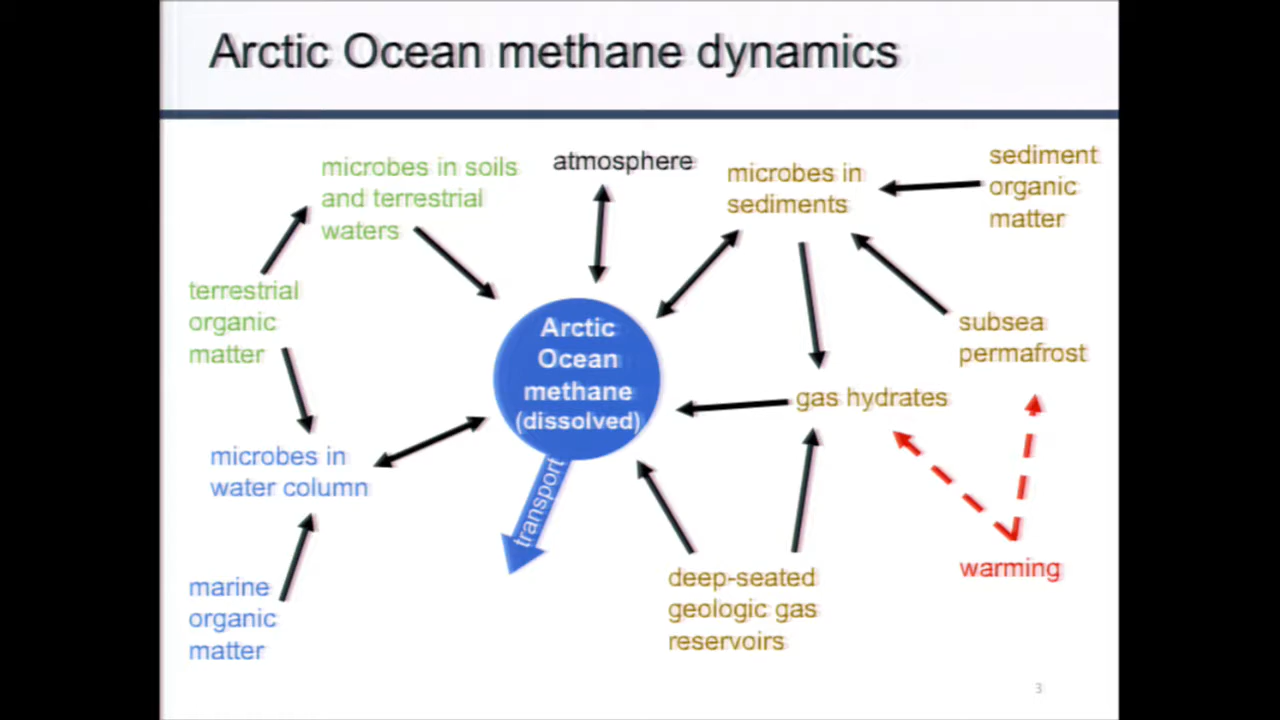 Arctic Ocean methane dynamics
microbes in soils
and terrestrial
waters
atmosphere
microbes in
sediments
sediment
organic
matter
terrestrial
organic
matter
Arctic
Ocean
methane
(dissolved)
subsea
permafrost
gas hydrates
microbes in
water column
transport
warming
marine
organic
matter
deep-seated
geologic gas
reservoirs
3